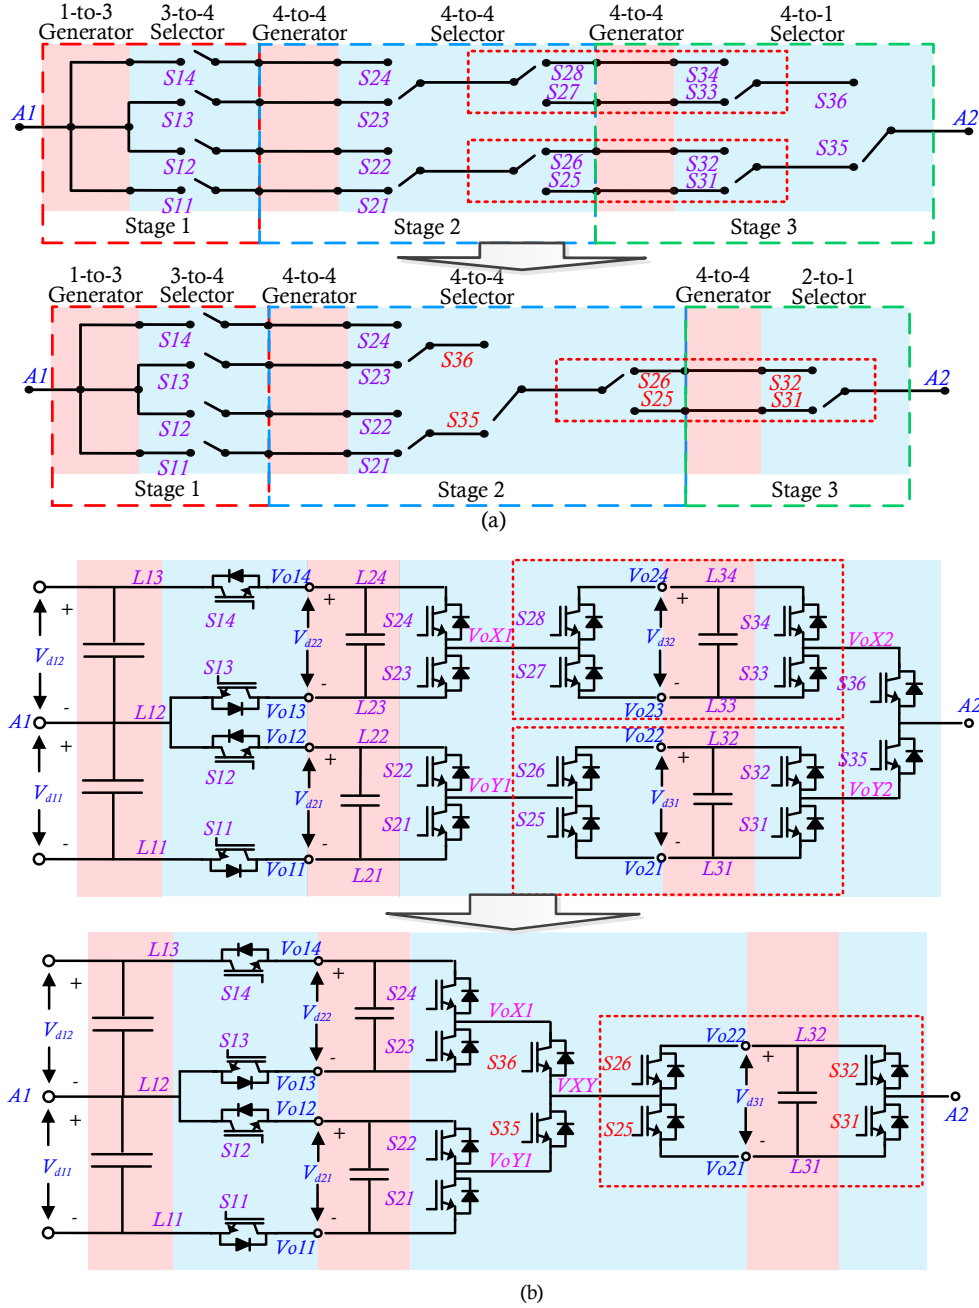 1-to-3 3-to-4 4-to-4 4-to-4 4-to-4 4-to-1
Generator Selector Generator Selector Generator Selector
S14 S24 S28 S34
S27 S33 S36
S13 S23
A1 A2
S12 S22 S26 S32 S35
S25 S31
S11 S21
Stage 1 Stage 2 Stage 3
1-to-3 3-to-4 4-to-4 4-to-4 4-to-4 2-to-1
Generator Selector Generator Selector Generator Selector
S14 S24
S36
S13 S23
A1 S26 S32 A2
S25 S31
S12 S22 S35
S11 S21
Stage 1 Stage 2 Stage 3
(a)
L13 Vo14 L24 Vo24 L34
+ S14 + S24 S28 + S34
Vd12 Vd22 VoX1 Vd32 VoX2
S13 S23 S27 S33 S36
- - -
A1 L12 Vo13 L23 Vo23 L33 A2
+ Vo12 L22 Vo22 L32
S12 + S22 S26 + S32 S35
Vd11 Vd21 VoY1 Vd31 VoY2
S11 S21 S25 S31
- L11 - -
Vo11 L21 Vo21 L31
L13 Vo14
+ S14 + S24
Vd12 Vd22 VoX1
S13 S23 S36 Vo22 L32
- - S26 + S32
A1 L12 Vo13 VXY Vd31 A2
+ Vo12
S12 + S22 S35 S25 - S31
Vd11 Vd21 VoY1 Vo21 L31
S11 S21
- L11 -
Vo11
(b)